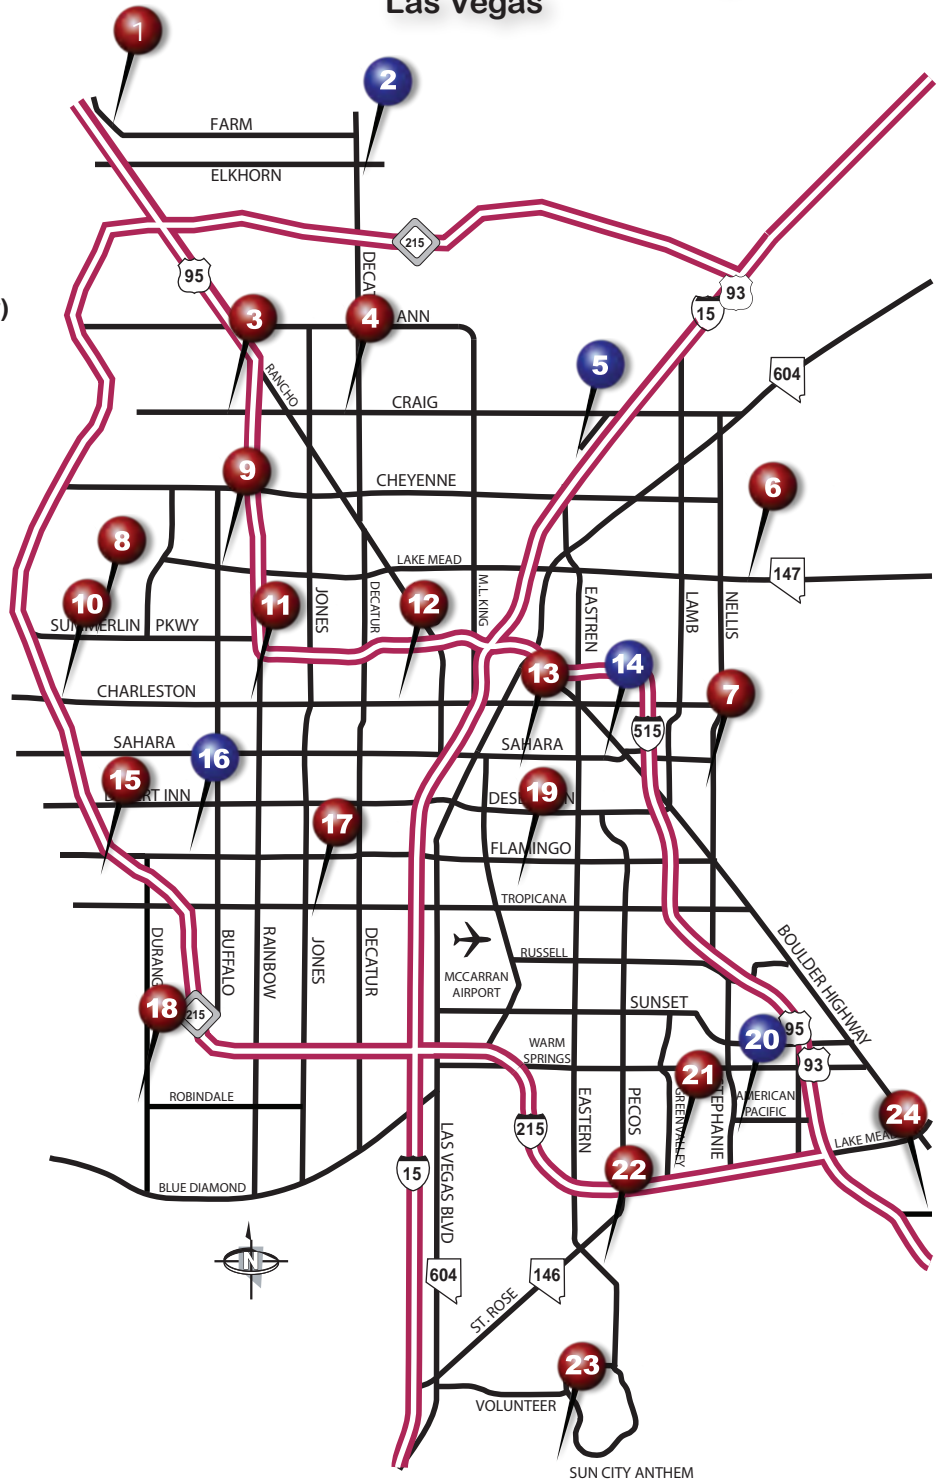 Las Vegas
1
2
FARM
ELKHORN
215
95
DECAT
93
15
)
3
4
ANN
5
604
RANCHO
CRAIG
9
CHEYENNE
6
8
LAKE MEAD
147
10
11
JONES
DECATUR
12
M.L. KING
EASTREN
LAMB
NELLIS
SUMMERLIN PKWY
13
14
7
CHARLESTON
515
SAHARA
16
SAHARA
15
DESERT INN
19
DESERT INN
17
FLAMINGO
TROPICANA
DURANG
BUFFALO
RAINBOW
JONES
DECATUR
RUSSELL
BOULDER HIGHWAY
MCCARRAN
AIRPORT
SUNSET
18
215
20
95
WARM
SPRINGS
93
21
ROBINDALE
EASTERN
PECOS
GREEN VALLEY
STEPHANIE
AMERICAN
PACIFIC
24
215
LAKE MEAD
15
LAS VEGAS BLVD
22
BLUE DIAMOND
N
604
146
ST. ROSE
23
VOLUNTEER
SUN CITY ANTHEM